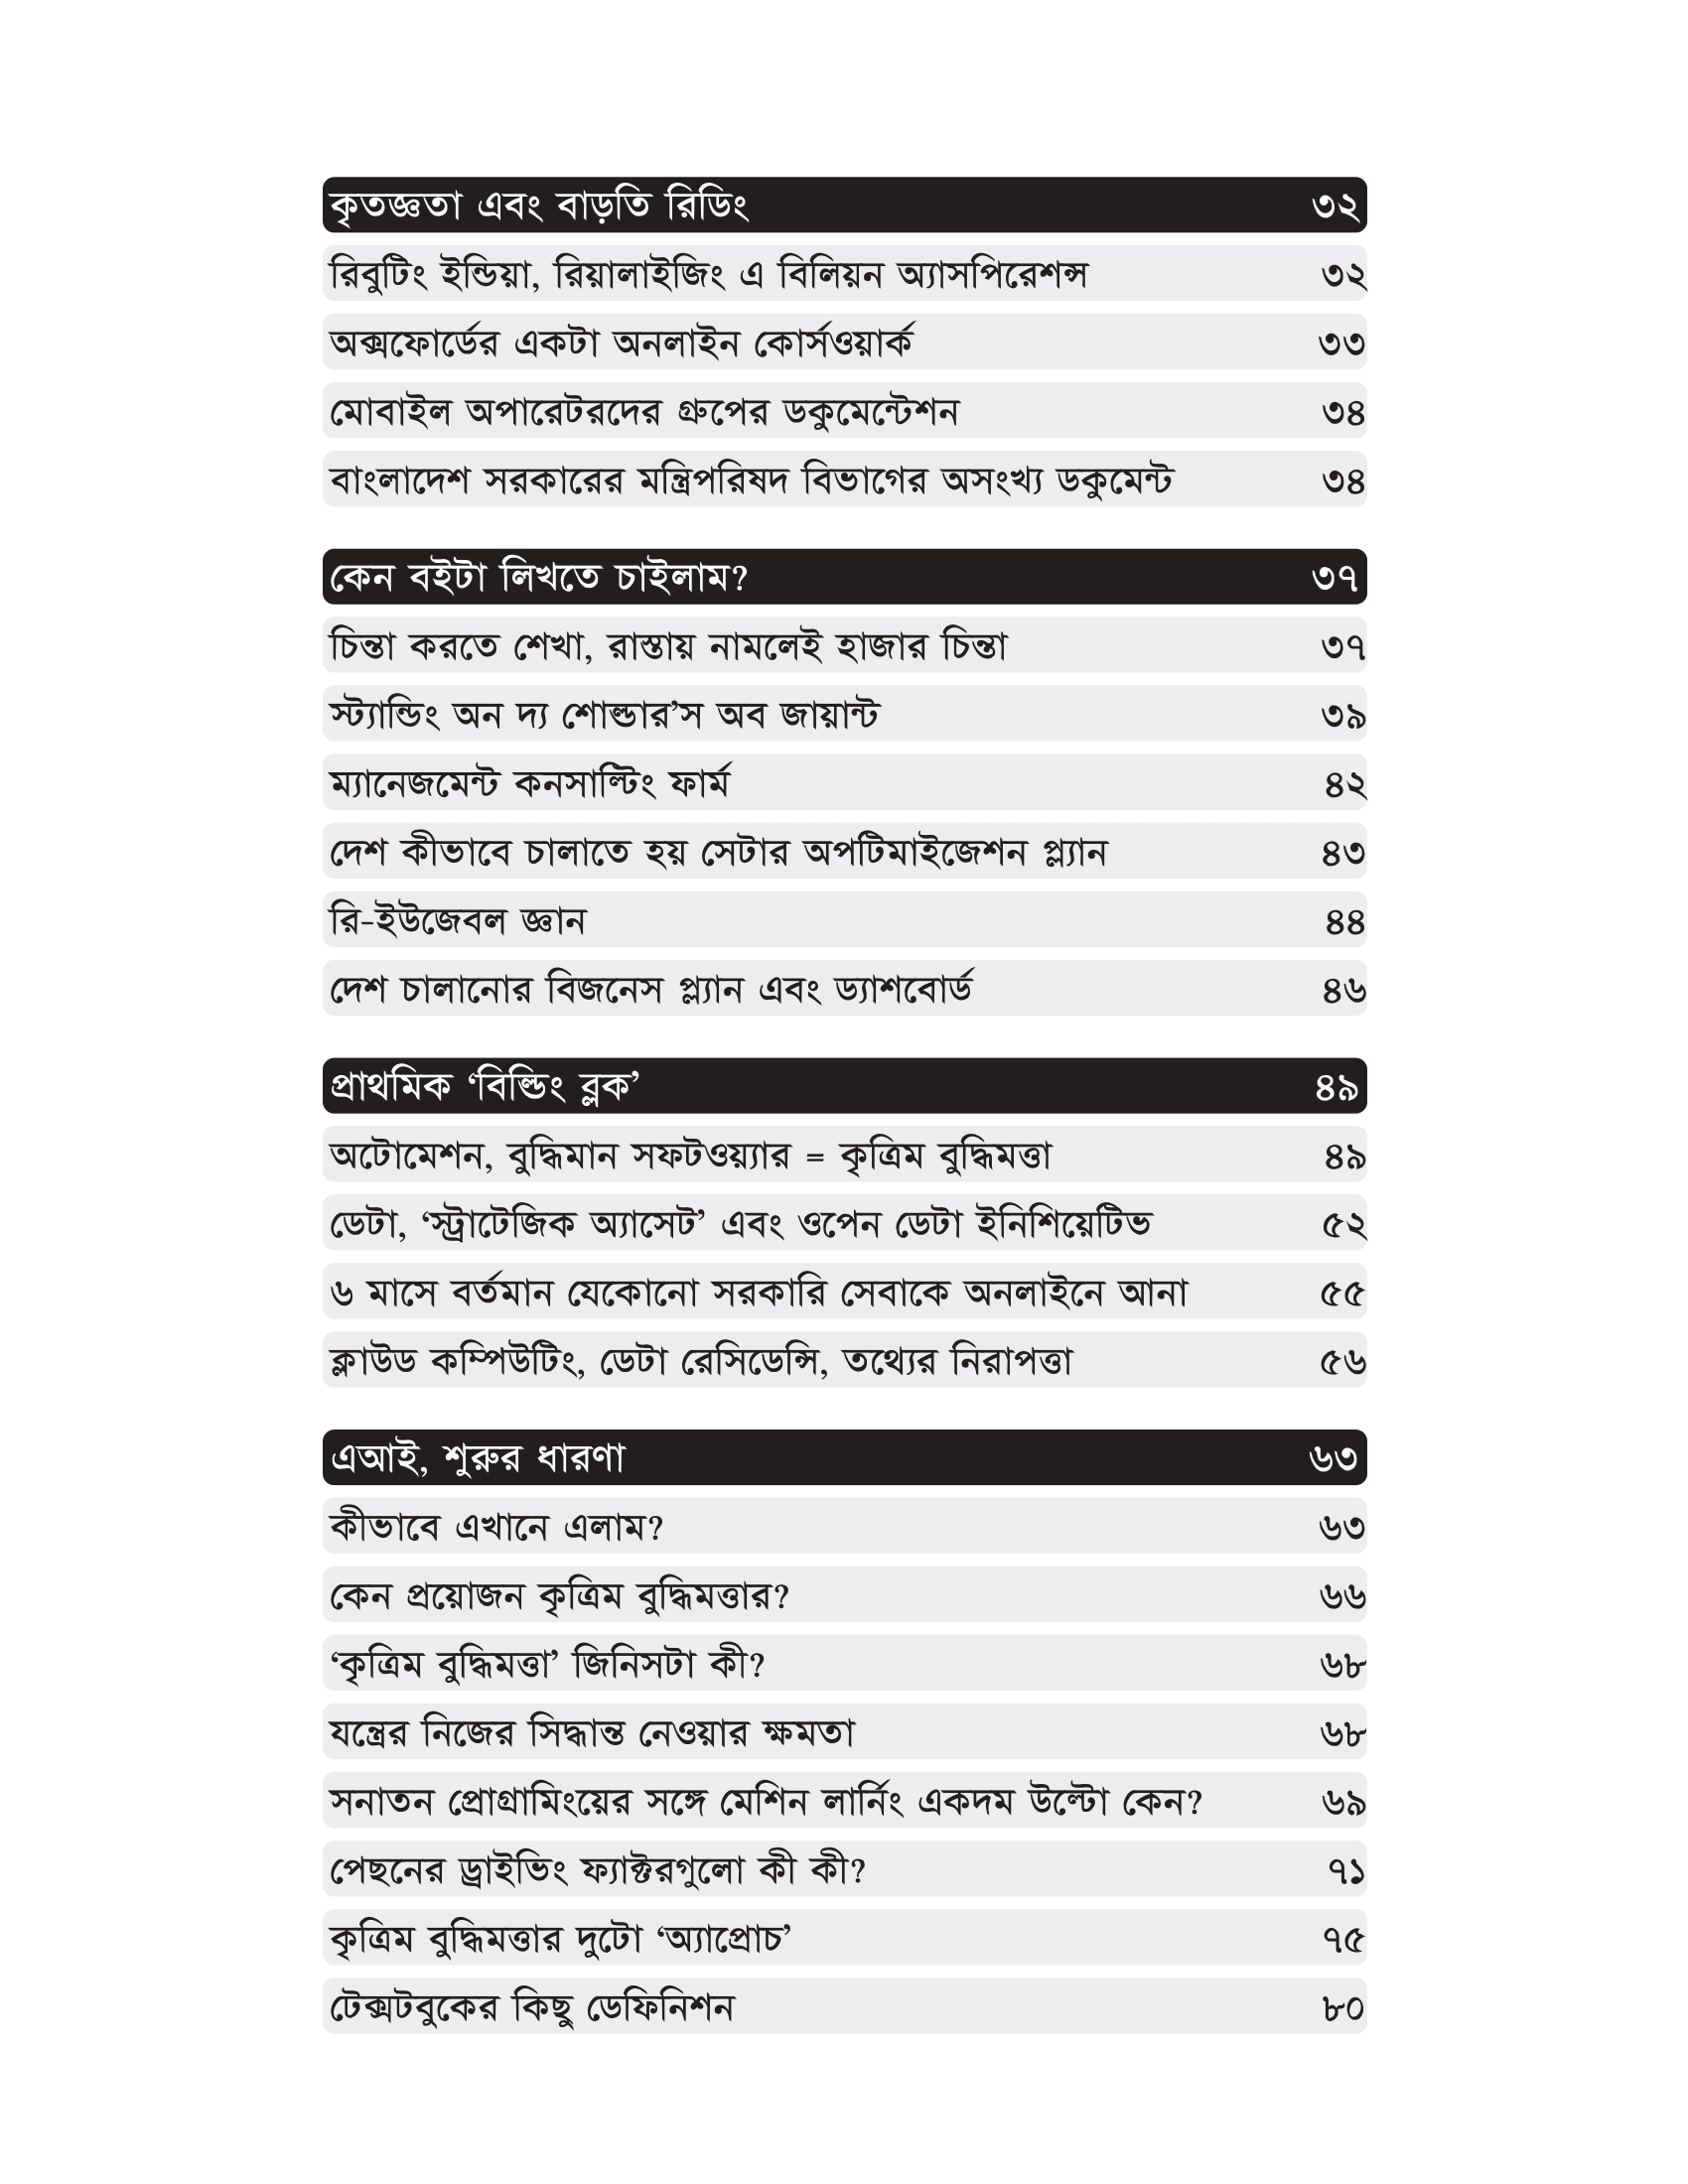 কৃতজ্ঞতা এবং বাড়তি রিডিং ৩২
রিবুটিং ইন্ডিয়া, রিয়ালাইজিং এ বিলিয়ন অ্যাসপিরেশন্স ৩২
অক্সফোর্ডের একটা অনলাইন কোর্সওয়ার্ক ৩৩
মোবাইল অপারেটরদের গ্রুপের ডকুমেন্টেশন ৩৪
বাংলাদেশ সরকারের মন্ত্রিপরিষদ বিভাগের অসংখ্য ডকুমেন্ট ৩৪
কেন বইটা লিখতে চাইলাম? ৩৭
চিন্তা করতে শেখা, রাস্তায় নামলেই হাজার চিন্তা ৩৭
স্ট্যান্ডিং অন দ্য শোল্ডার’স অব জায়ান্ট ৩৯
ম্যানেজমেন্ট কনসাল্টিং ফার্ম ৪২
দেশ কীভাবে চালাতে হয় সেটার অপটিমাইজেশন প্ল্যান ৪৩
রি-ইউজেবল জ্ঞান ৪৪
দেশ চালানোর বিজনেস প্ল্যান এবং ড্যাশবোর্ড ৪৬
প্রাথমিক ‘বিল্ডিং ব্লক’ ৪৯
অটোমেশন, বুদ্ধিমান সফটওয়্যার = কৃত্রিম বুদ্ধিমত্তা ৪৯
ডেটা, ‘স্ট্রাটেজিক অ্যাসেট’ এবং ওপেন ডেটা ইনিশিয়েটিভ ৫২
৬ মাসে বর্তমান যেকোনো সরকারি সেবাকে অনলাইনে আনা ৫৫
ক্লাউড কম্পিউটিং, ডেটা রেসিডেন্সি, তথ্যের নিরাপত্তা ৫৬
এআই, শুরুর ধারণা ৬৩
কীভাবে এখানে এলাম? ৬৩
কেন প্রয়োজন কৃত্রিম বুদ্ধিমত্তার? ৬৬
‘কৃত্রিম বুদ্ধিমত্তা’ জিনিসটা কী? ৬৮
যন্ত্রের নিজের সিদ্ধান্ত নেওয়ার ক্ষমতা ৬৮
সনাতন প্রোগ্রামিংয়ের সঙ্গে মেশিন লার্নিং একদম উল্টো কেন? ৬৯
পেছনের ড্রাইভিং ফ্যাক্টরগুলো কী কী? ৭১
কৃত্রিম বুদ্ধিমত্তার দুটো ‘অ্যাপ্রোচ’ ৭৫
টেক্সটবুকের কিছু ডেফিনিশন ৮০